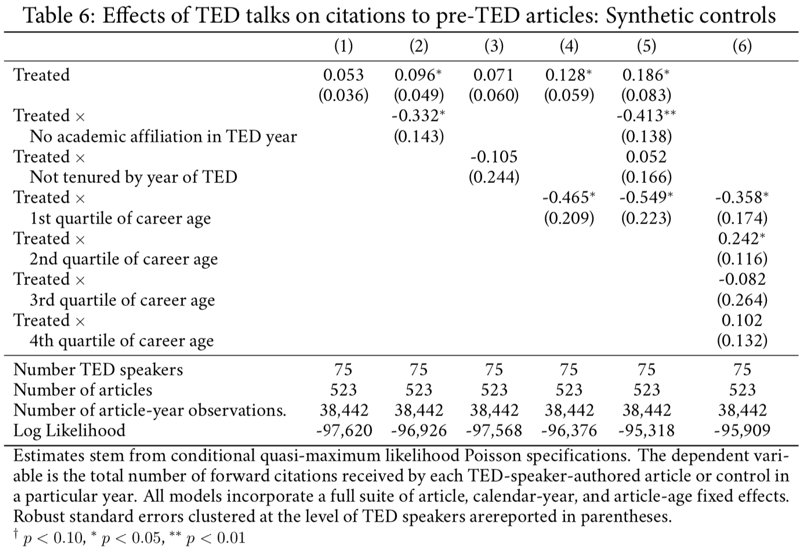 Table 6: Effects of TED talks on citations to pre-TED articles: Synthetic controls
(1) (2) (3) (4) (5) (6)
Treated 0.053 0.096* 0.071 0.128* 0.186*
(0.036) (0.049) (0.060) (0.059) (0.083)
Treated × -0.332* -0.413**
No academic affiliation in TED year (0.143) (0.138)
Treated × -0.105 0.052
Not tenured by year of TED (0.244) (0.166)
Treated × -0.465* -0.549* -0.358*
1st quartile of career age (0.209) (0.223) (0.174)
Treated × 0.242*
2nd quartile of career age (0.116)
Treated × -0.082
3rd quartile of career age (0.264)
Treated × 0.102
4th quartile of career age (0.132)
Number TED speakers 75 75 75 75 75 75
Number of articles 523 523 523 523 523 523
Number of article-year observations. 38,442 38,442 38,442 38,442 38,442 38,442
Log Likelihood -97,620 -96,926 -97,568 -96,376 -95,318 -95,909
Estimates stem from conditional quasi-maximum likelihood Poisson specifications. The dependent vari-
able is the total number of forward citations received by each TED-speaker-authored article or control in
a particular year. All models incorporate a full suite of article, calendar-year, and article-age fixed effects.
Robust standard errors clustered at the level of TED speakers arereported in parentheses.
† p < 0.10, * p < 0.05, ** p < 0.01